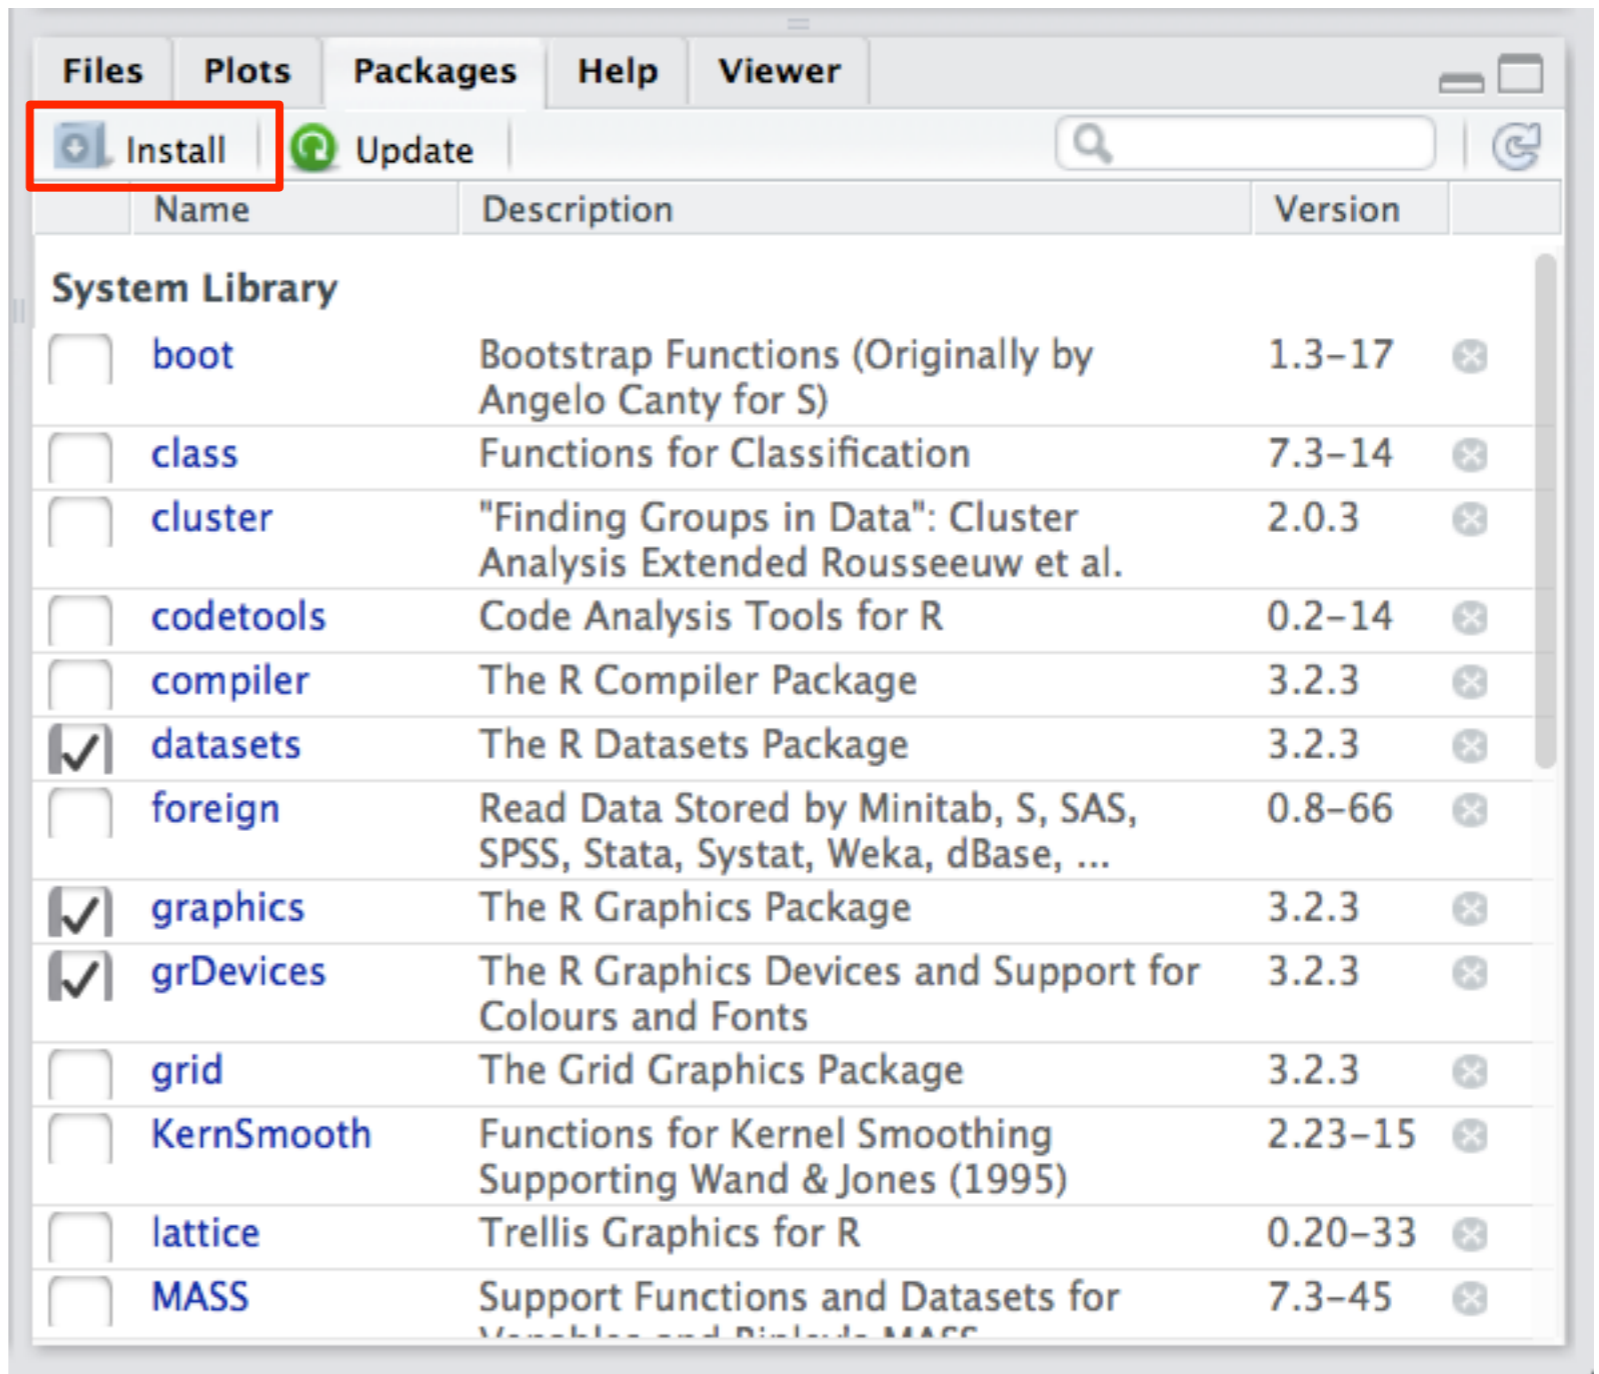 Files Plots Packages Help Viewer
Install Update
Name Description Version
System Library
boot Bootstrap Functions (Originally by 1.3-17
Angelo Canty for S)
class Functions for Classification 7.3-14
cluster "Finding Groups in Data": Cluster 2.0.3
Analysis Extended Rousseeuw et al.
codetools Code Analysis Tools for R 0.2-14
compiler The R Compiler Package 3.2.3
datasets The R Datasets Package 3.2.3
foreign Read Data Stored by Minitab, S, SAS, 0.8-66
SPSS, Stata, Systat, Weka, dBase, ...
graphics The R Graphics Package 3.2.3
grDevices The R Graphics Devices and Support for 3.2.3
Colours and Fonts
grid The Grid Graphics Package 3.2.3
KernSmooth Functions for Kernel Smoothing 2.23-15
Supporting Wand & Jones (1995)
lattice Trellis Graphics for R 0.20-33
MASS Support Functions and Datasets for 7.3-45
Venables and Ripley's MASS